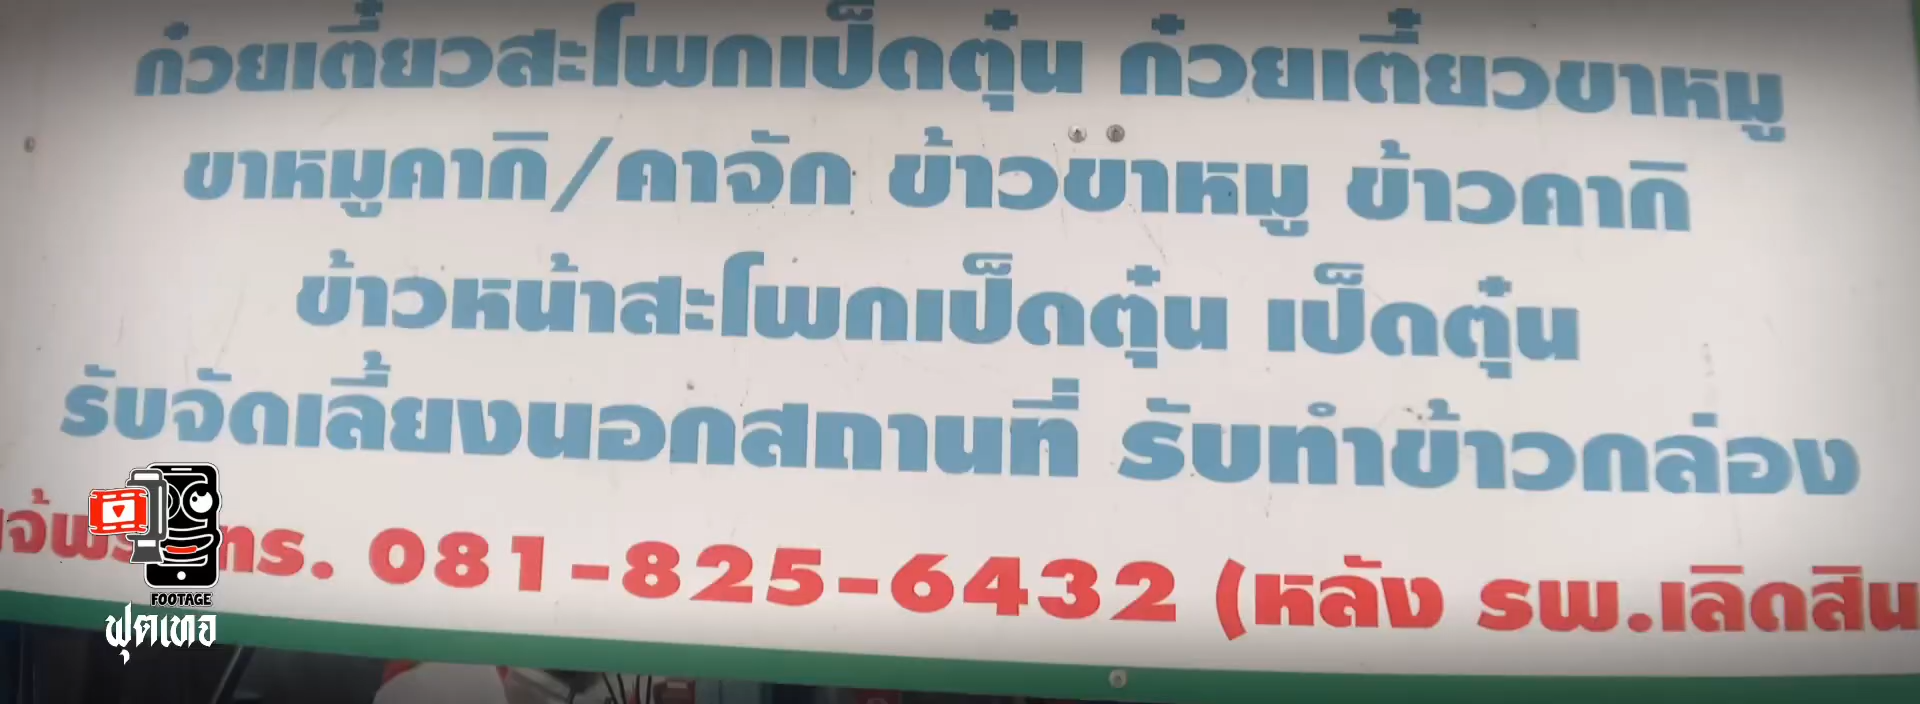 ก๋วยเตี๋ยวสะโพกเป็ดตุ๋น ก๋วยเตี๋ยวขาหมู
ขาหมูคากิ/คาจัก ข้าวขาหมู ข้าวคากิ
ข้าวหน้าสะโพกเป็ดตุ๋น เป็ดตุ๋น
รับจัดเลี้ยงนอกสถานที่ รับทำข้าวกล่อง
โทร. 081-825-6432 (หลัง รพ.เลิดสิน
FOOTAGE
ฟุตเทจ